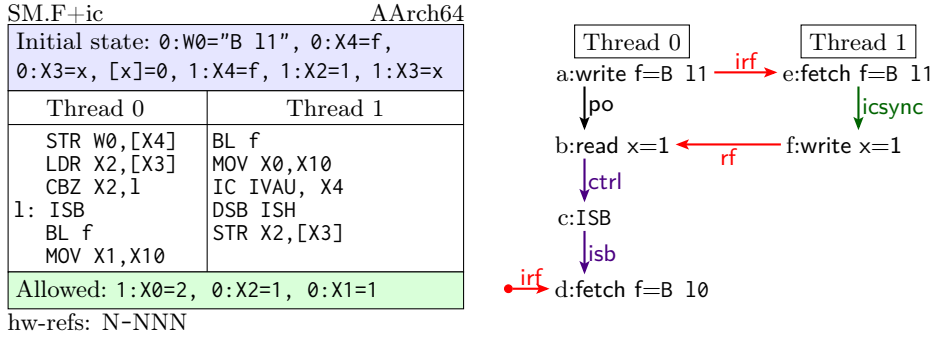 SM.F+ic AArch64
Initial state: 0:W0="B l1", 0:X4=f,
0:X3=x, [x]=0, 1:X4=f, 1:X2=1, 1:X3=x
Thread 0 Thread 1
STR W0,[X4] BL f
LDR X2,[X3] MOV X0,X10
CBZ X2,l IC IVAU, X4
l: ISB DSB ISH
BL f STR X2,[X3]
MOV X1,X10
Allowed: 1:X0=2, 0:X2=1, 0:X1=1
hw-refs: N-NNN
Thread 0 Thread 1
a:write f=B l1 irf e:fetch f=B l1
po icsync
b:read x=1 rf f:write x=1
ctrl
c:ISB
isb
irf d:fetch f=B l0